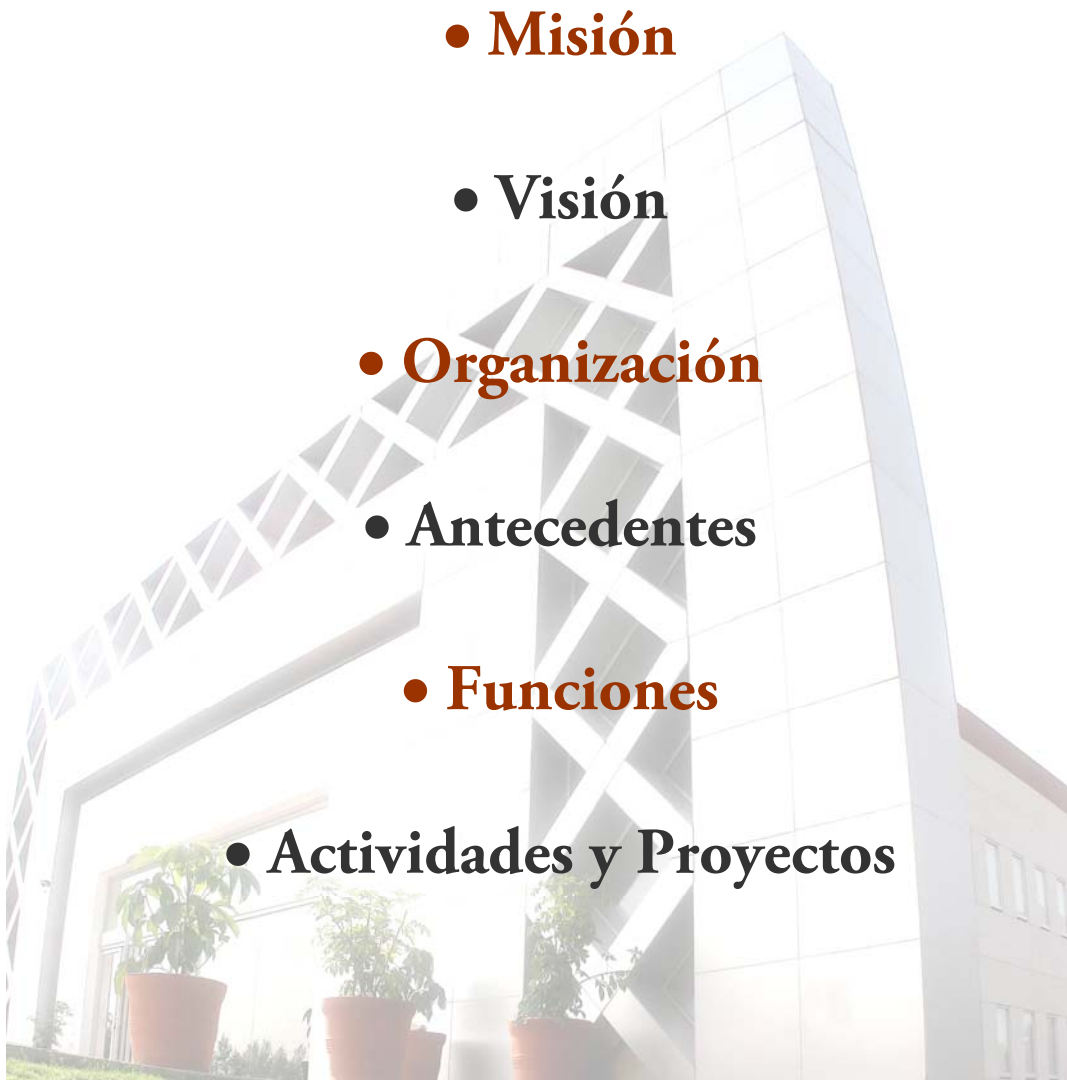 • Misión
• Visión
• Organización
• Antecedentes
• Funciones
• Actividades y Proyectos